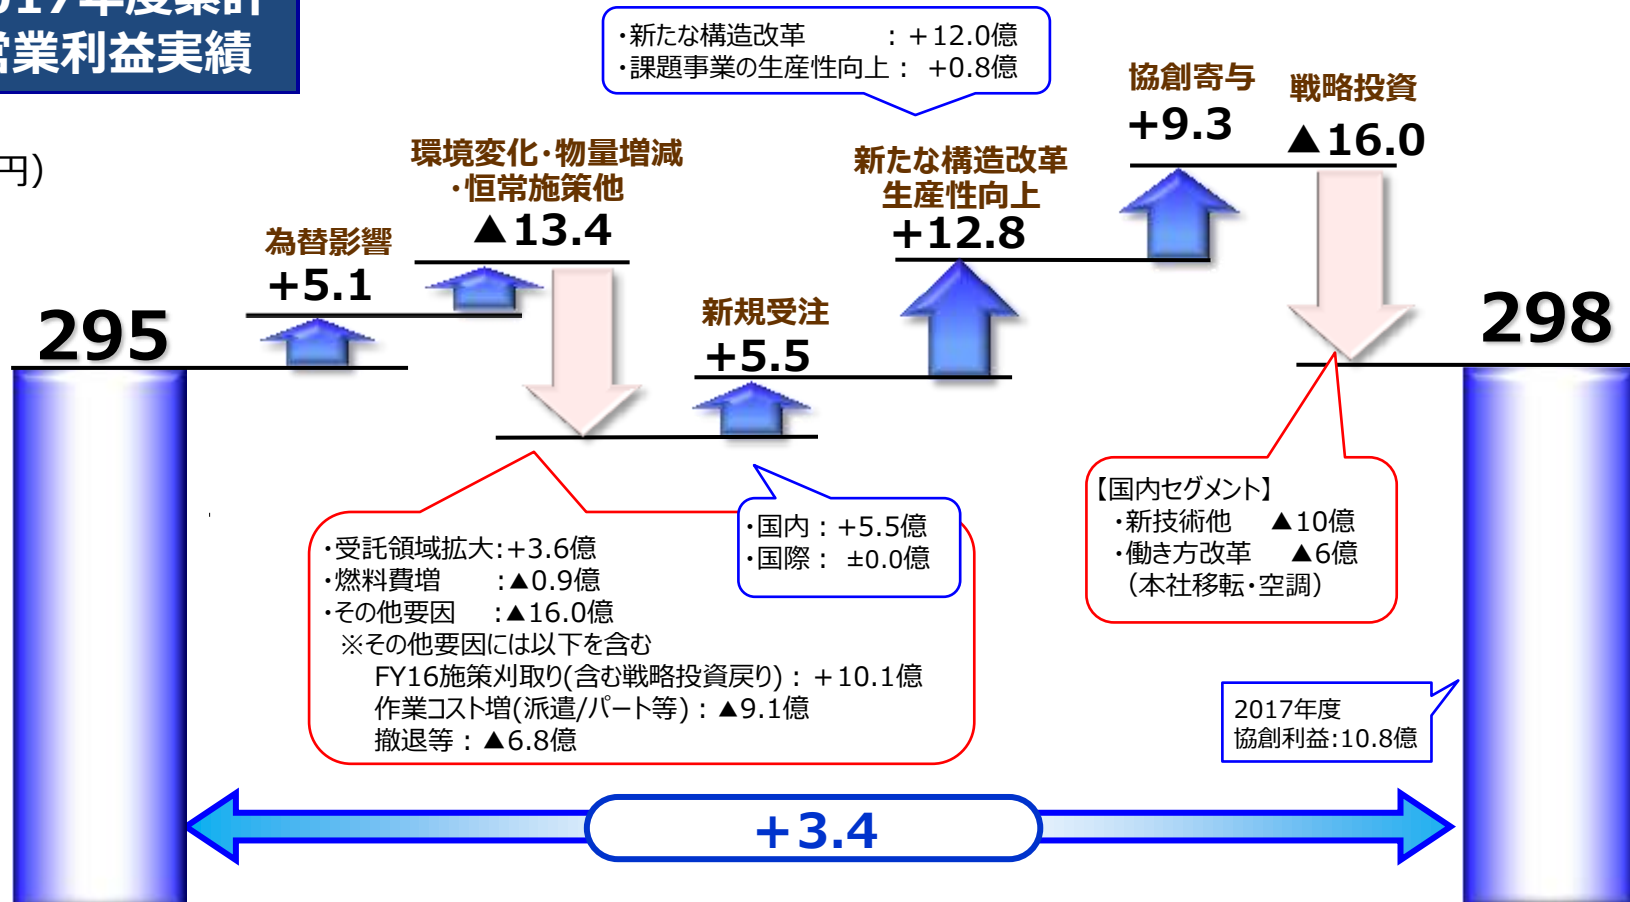 017年度累計
営業利益実績
円)
295
為替影響
+5.1
環境変化・物量増減
・恒常施策他
▲13.4
新規受注
+5.5
・新たな構造改革 : +12.0億
・課題事業の生産性向上: +0.8億
新たな構造改革
生産性向上
+12.8
協創寄与
+9.3
戦略投資
▲16.0
298
・受託領域拡大:+3.6億
・燃料費増 :▲0.9億
・その他要因 :▲16.0億
※その他要因には以下を含む
FY16施策刈取り(含む戦略投資戻り):+10.1億
作業コスト増(派遣/パート等):▲9.1億
撤退等:▲6.8億
・国内:+5.5億
・国際: ±0.0億
【国内セグメント】
・新技術他 ▲10億
・働き方改革 ▲6億
(本社移転・空調)
2017年度
協創利益:10.8億
+3.4